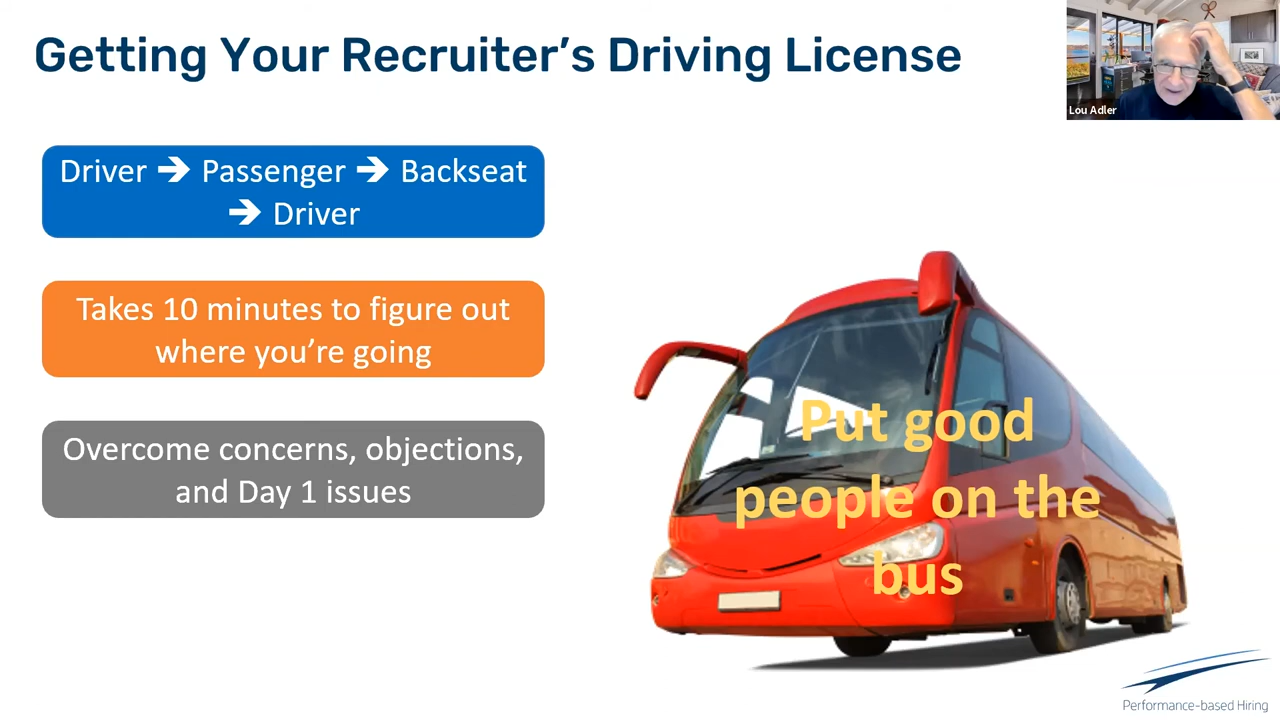 Getting Your Recruiter’s Driving License
Lou Adler
Driver ➔ Passenger ➔ Backseat
➔ Driver
Takes 10 minutes to figure out
where you’re going
Overcome concerns, objections,
and Day 1 issues
Put good
people on the
bus
Performance-based Hiring